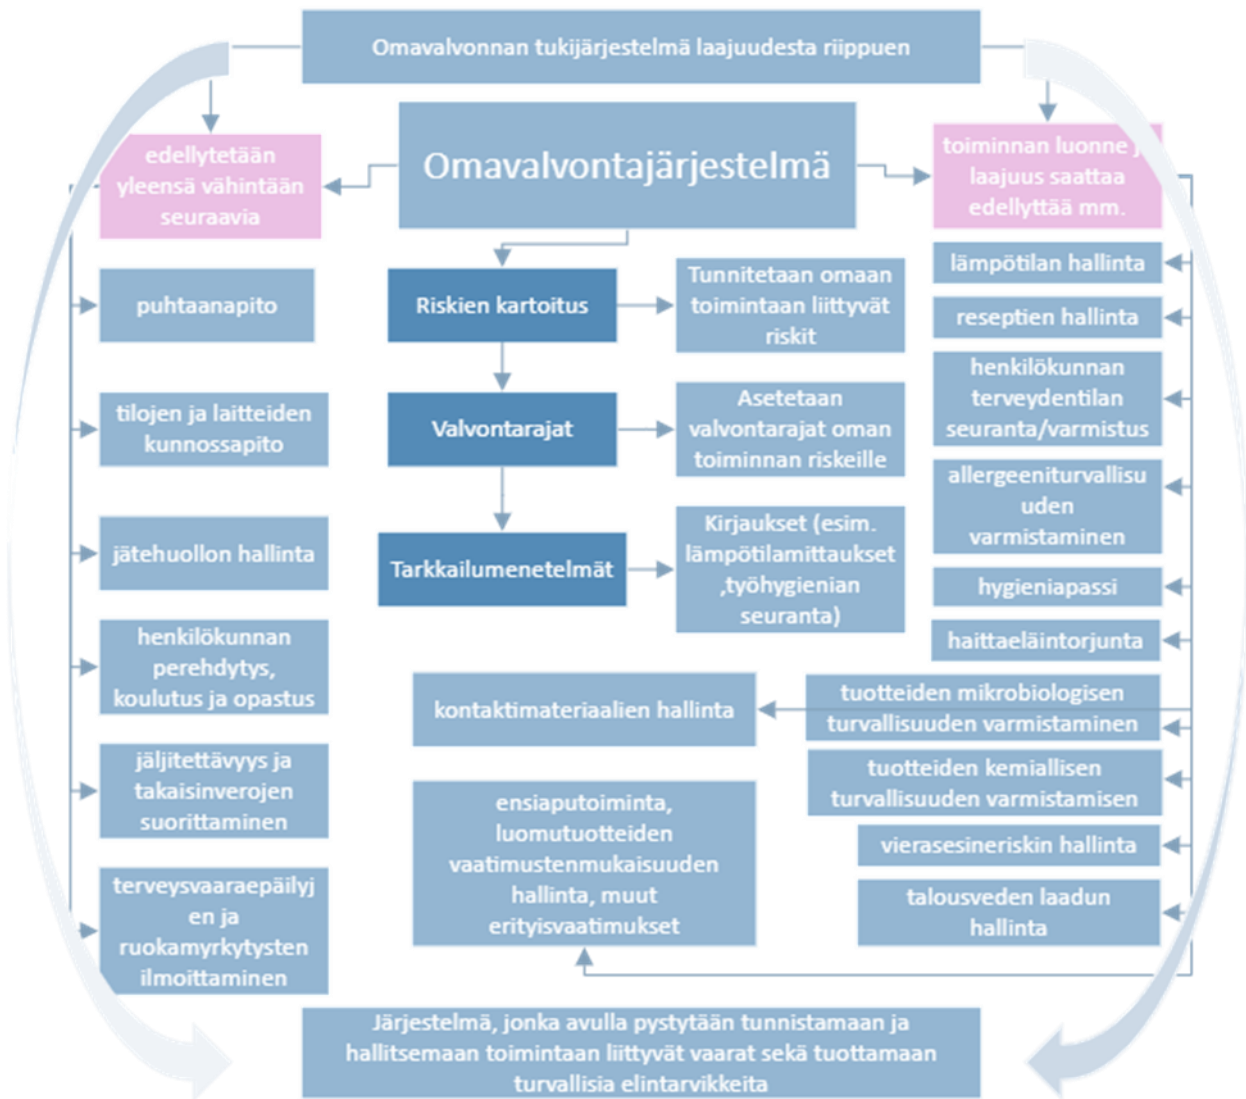 Omavalvonnan tukijärjestelmä laajuudesta riippuen
Omavalvontajärjestelmä
edellytetään
yleensä vähintään
seuraavia
puhtaanapito
tilojen ja laitteiden
kunnossapito
jätehuollon hallinta
henkilökunnan
perehdytys,
koulutus ja opastus
jäljitettävyys ja
takaisinverojen
suorittaminen
terveysvaaraepäilyj
en ja
ruokamyrkytysten
ilmoittaminen
Riskien kartoitus
Tunnitetaan omaan
toimintaan liittyvät
riskit
Valvontarajat
Asetetaan
valvontarajat oman
toiminnan riskeille
Tarkkailumenetelmät
Kirjaukset (esim.
lämpötilamittaukset
,työhygienian
seuranta)
toiminnan luonne j
laajuus saattaa
edellyttää mm.
lämpötilan hallinta
reseptien hallinta
henkilökunnan
terveydentilan
seuranta/varmistus
allergeeniturvallisu
uden
varmistaminen
hygieniapassi
haittaeläintorjunta
tuotteiden mikrobiologisen
turvallisuuden varmistaminen
tuotteiden kemiallisen
turvallisuuden varmistamisen
vierasesineriskin hallinta
talousveden laadun
hallinta
kontaktimateriaalien hallinta
ensiaputoiminta,
luomutuotteiden
vaatimustenmukaisuuden
hallinta, muut
erityisvaatimukset
Järjestelmä, jonka avulla pystytään tunnistamaan ja
hallitsemaan toimintaan liittyvät vaarat sekä tuottamaan
turvallisia elintarvikkeita